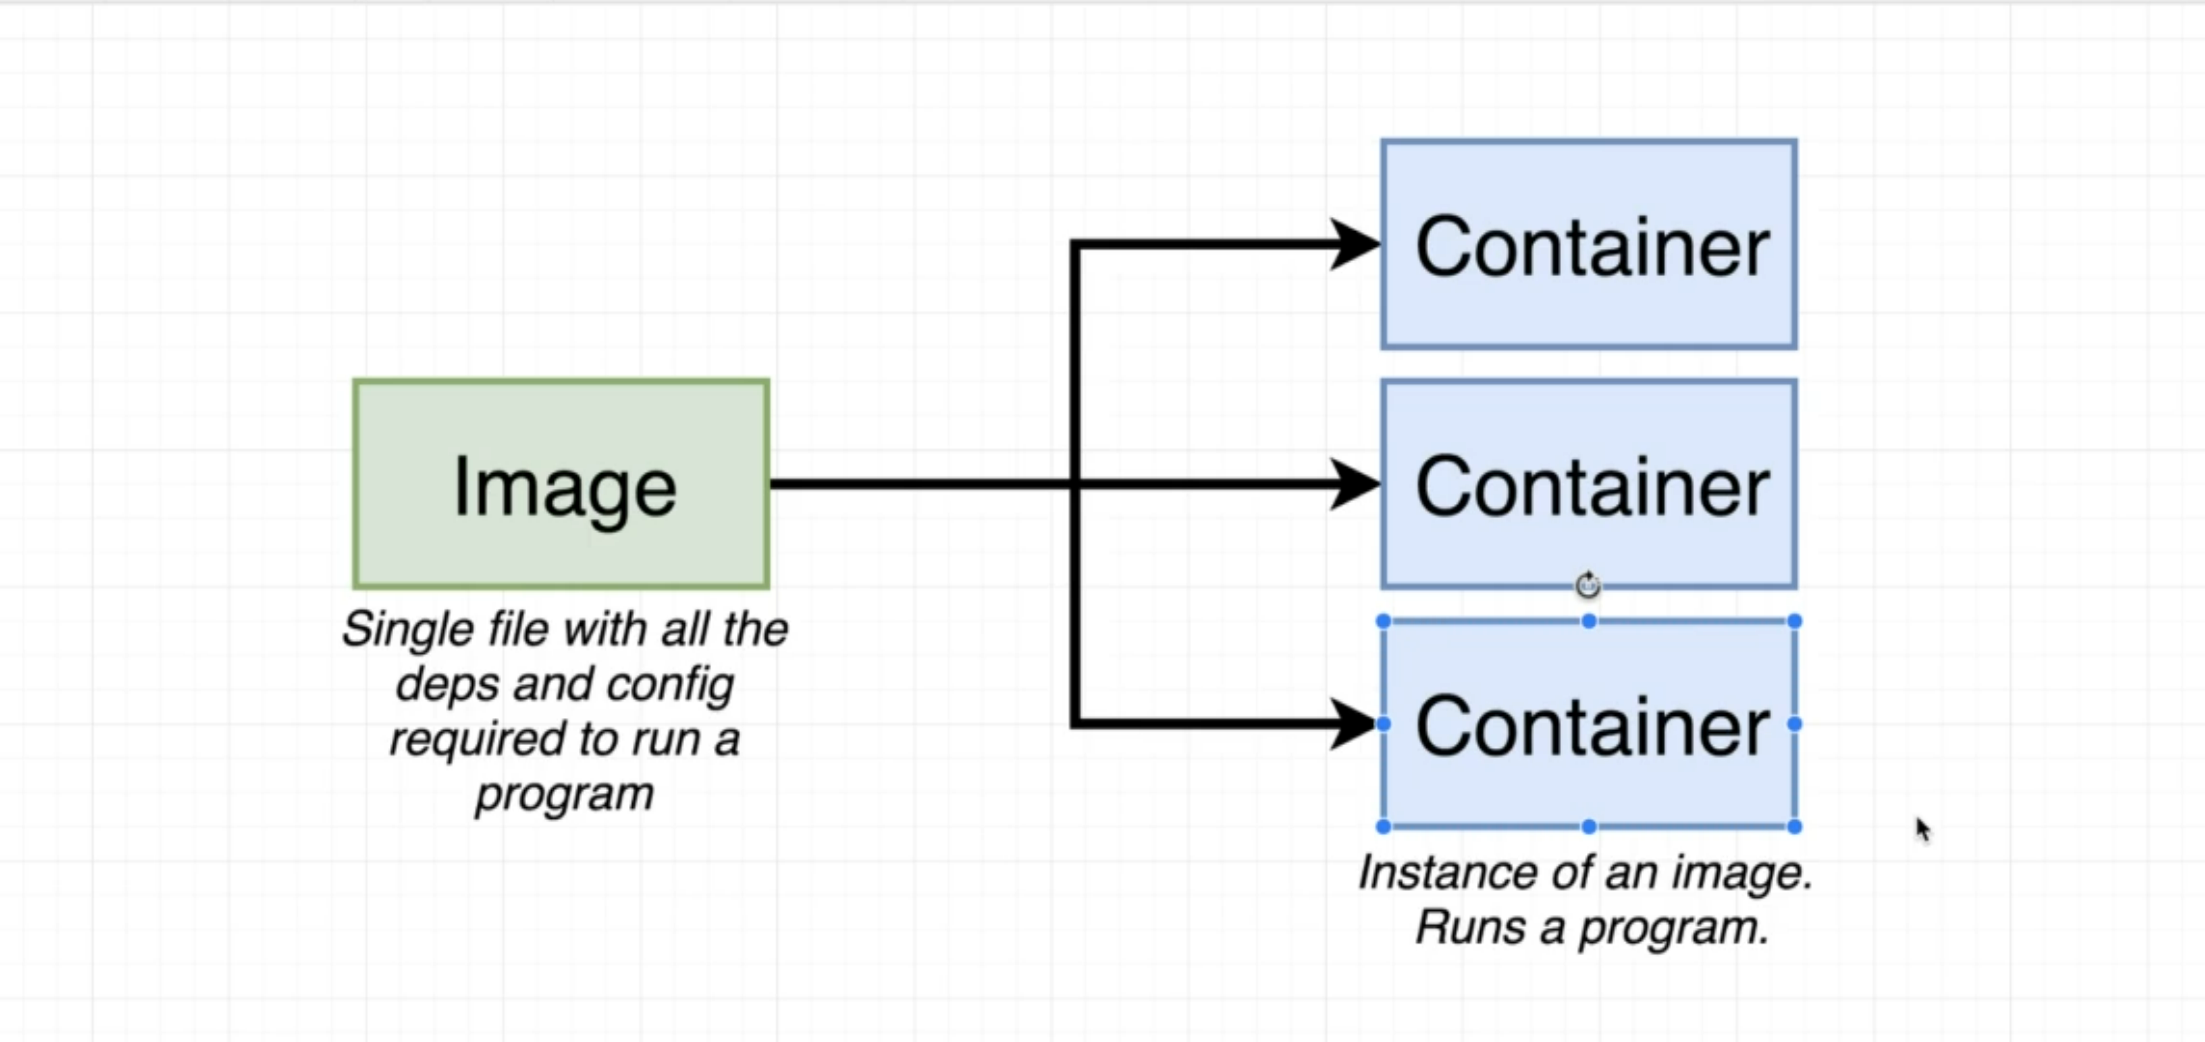 Container
Image
Container
Single file with all the
deps and config
required to run a
program
Container
Instance of an image.
Runs a program.